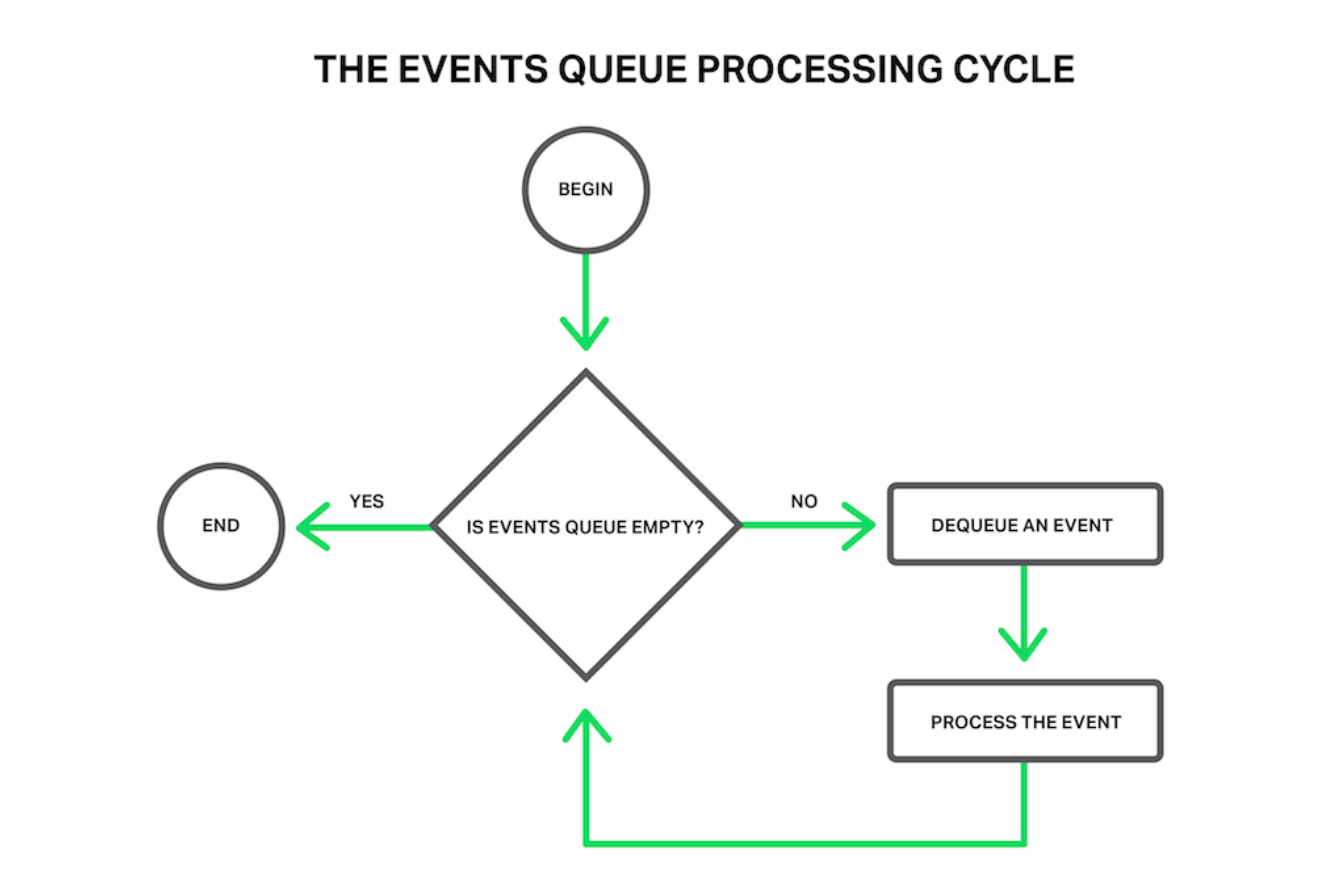 THE EVENTS QUEUE PROCESSING CYCLE
BEGIN
END
YES
IS EVENTS QUEUE EMPTY?
NO
DEQUEUE AN EVENT
PROCESS THE EVENT